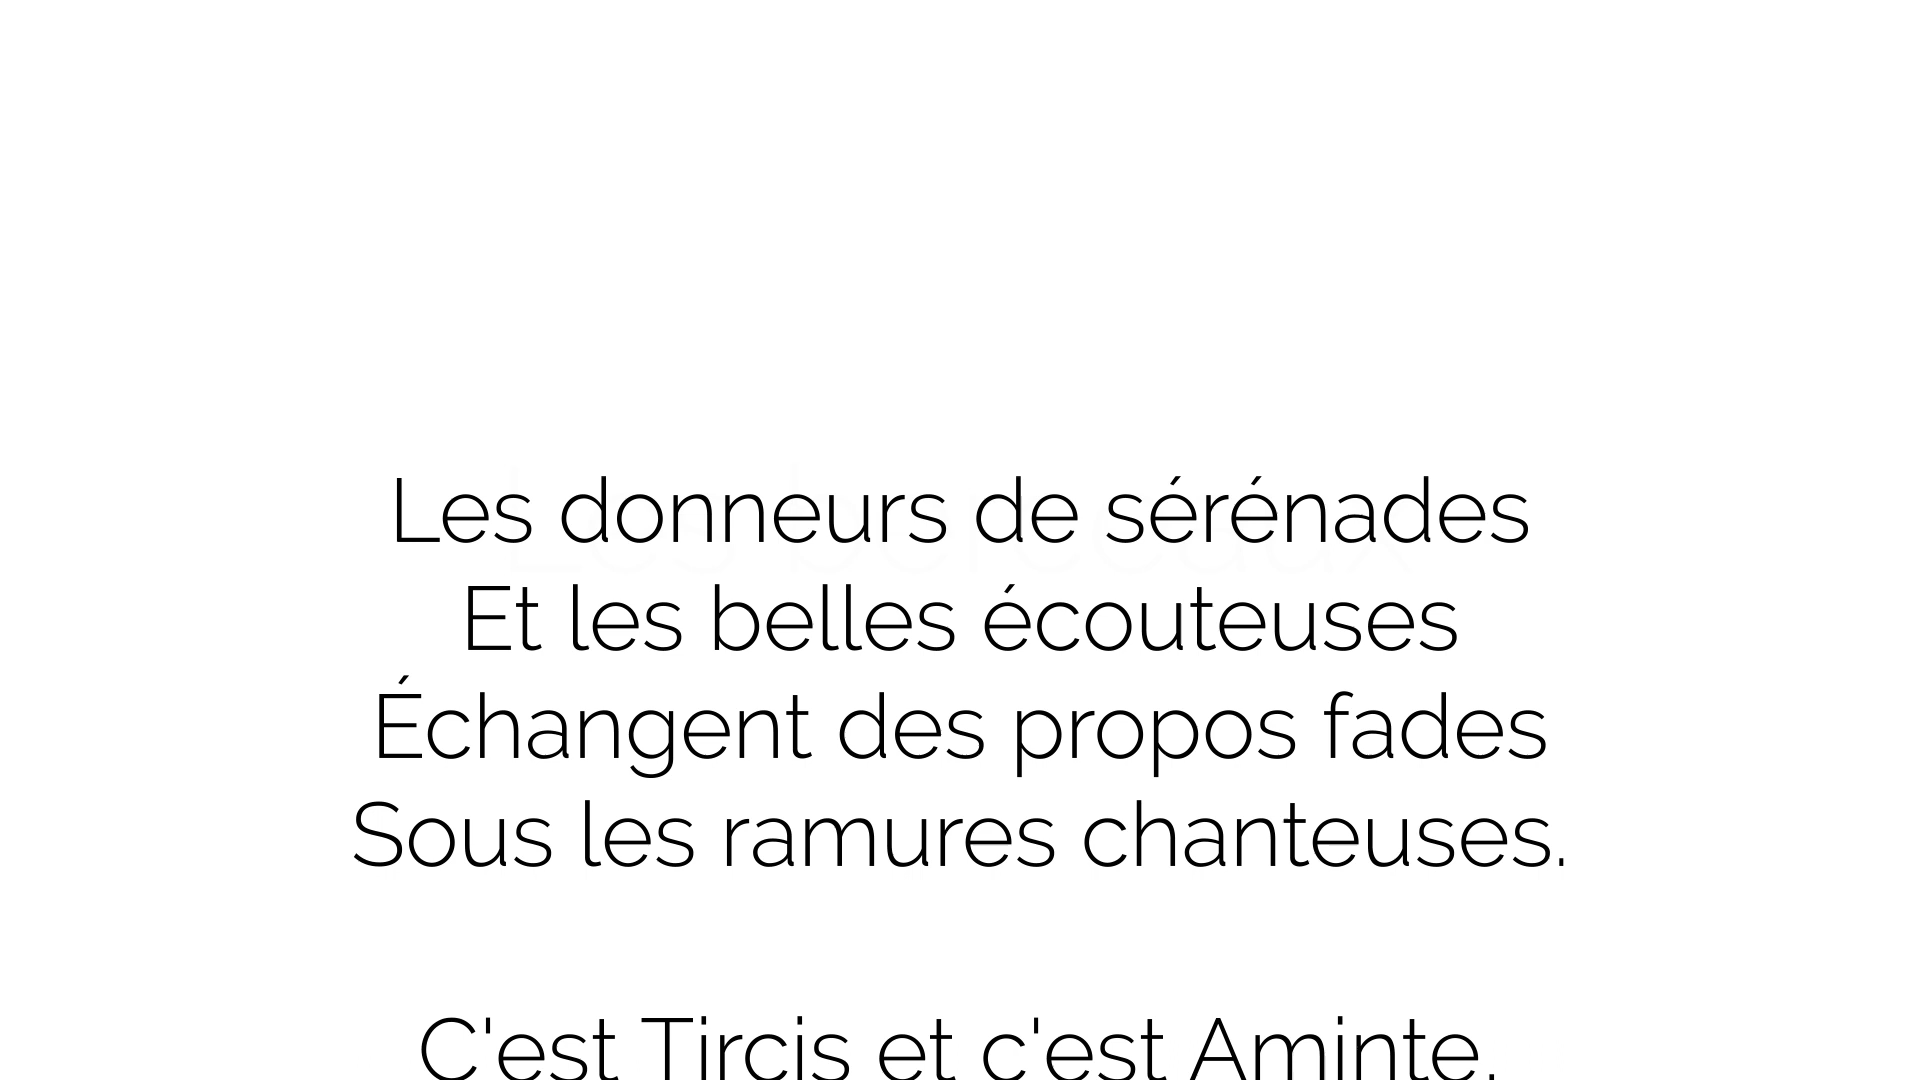 Les donneurs de sérénades
Et les belles écouteuses
Échangent des propos fades
Sous les ramures chanteuses.
C'est Tircis et c'est Aminte,